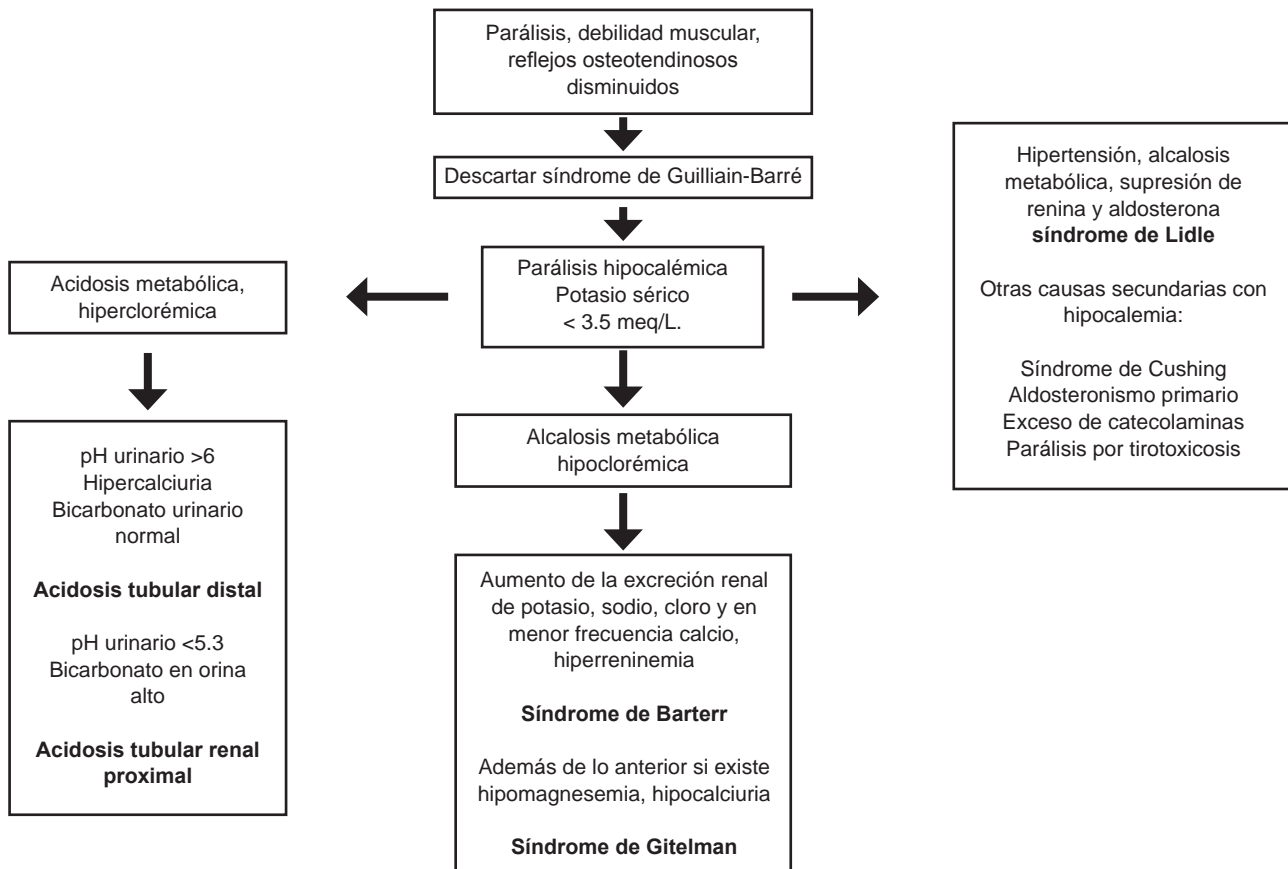 Parálisis, debilidad muscular,
reflejos osteotendinosos
disminuidos
Descartar síndrome de Guilliain-Barré
Parálisis hipocalémica
Potasio sérico
< 3.5 meq/L.
Acidosis metabólica,
hiperclorémica
pH urinario >6
Hipercalciuria
Bicarbonato urinario
normal
Acidosis tubular distal
pH urinario <5.3
Bicarbonato en orina
alto
Acidosis tubular renal
proximal
Alcalosis metabólica
hipoclorémica
Aumento de la excreción renal
de potasio, sodio, cloro y en
menor frecuencia calcio,
hiperreninemia
Síndrome de Barterr
Además de lo anterior si existe
hipomagnesemia, hipocalciuria
Síndrome de Gitelman
Hipertensión, alcalosis
metabólica, supresión de
renina y aldosterona
síndrome de Lidle
Otras causas secundarias con
hipocalemia:
Síndrome de Cushing
Aldosteronismo primario
Exceso de catecolaminas
Parálisis por tirotoxicosis